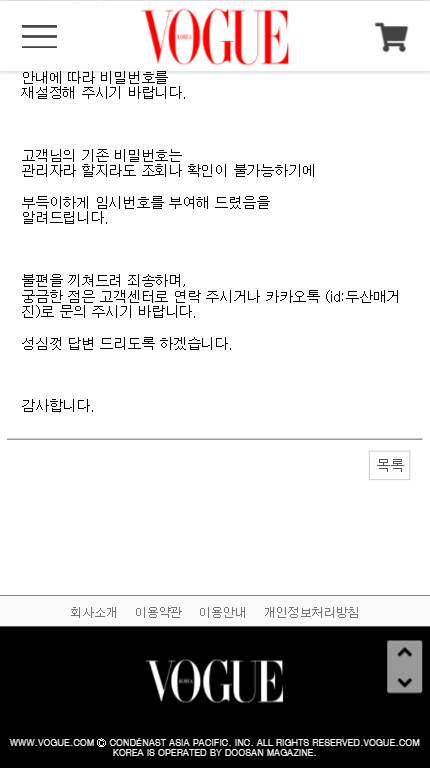 VOGUE
KOREA
안내에 따라 비밀번호를
재설정해 주시기 바랍니다.
고객님의 기존 비밀번호는
관리자라 할지라도 조회나 확인이 불가능하기에
부득이하게 임시번호를 부여해 드렸음을
알려드립니다.
불편을 끼쳐드려 죄송하며,
궁금한 점은 고객센터로 연락 주시거나 카카오톡 (id:두산매거
진)로 문의 주시기 바랍니다.
성심껏 답변 드리도록 하겠습니다.
감사합니다.
목록
회사소개 이용약관 이용안내 개인정보처리방침
VOGUE
KOREA
WWW.VOGUE.COM © CONDÉNAST ASIA PACIFIC. INC. ALL RIGHTS RESERVED.VOGUE.COM
KOREA IS OPERATED BY DOOSAN MAGAZINE.